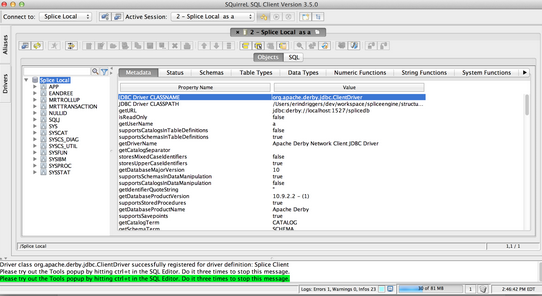 SQuirreL SQL Client Version 3.5.0
Connect to: Splice Local
Active Session: 2 - Splice Local as a
2 - Splice Local as a
Objects SQL
Aliases
Drivers
Splice Local
APP
EANDREE
MRTROLLUP
MRTTRANSACTION
NULLID
SQLJ
SYS
SYSCAT
SYSCS_DIAG
SYSCS_UTIL
SYSFUN
SYSIBM
SYSPROC
SYSSTAT
Metadata Status Schemas Table Types Data Types Numeric Functions String Functions System Functions
Property Name Value
JDBC Driver CLASSNAME org.apache.derby.jdbc.ClientDriver
JDBC Driver CLASSPATH /Users/erindriggers/dev/workspace/spliceengine/structu...
getURL jdbc:derby://localhost:1527/splicedb
isReadOnly false
getUserName a
supportsCatalogsInTableDefinitions false
supportsSchemasInTableDefinitions true
getDriverName Apache Derby Network Client JDBC Driver
getCatalogSeparator
storesMixedCaseIdentifiers false
storesUpperCaseIdentifiers true
getDatabaseMajorVersion 10
supportsSchemasInDataManipulation true
supportsCatalogsInDataManipulation false
getIdentifierQuoteString "
getDatabaseProductVersion 10.9.2.2 - (1)
supportsStoredProcedures true
getDatabaseProductName Apache Derby
supportsSavepoints true
getCatalogTerm CATALOG
getSchemaTerm SCHEMA
/Splice Local 1,1 / 1
Driver class org.apache.derby.jdbc.ClientDriver successfully registered for driver definition: Splice Client
Please try out the Tools popup by hitting ctrl+t in the SQL Editor. Do it three times to stop this message.
Please try out the Tools popup by hitting ctrl+t in the SQL Editor. Do it three times to stop this message.
Logs: Errors 1, Warnings 0, Infos 23
of 81 MB
1
2:46:42 PM EDT